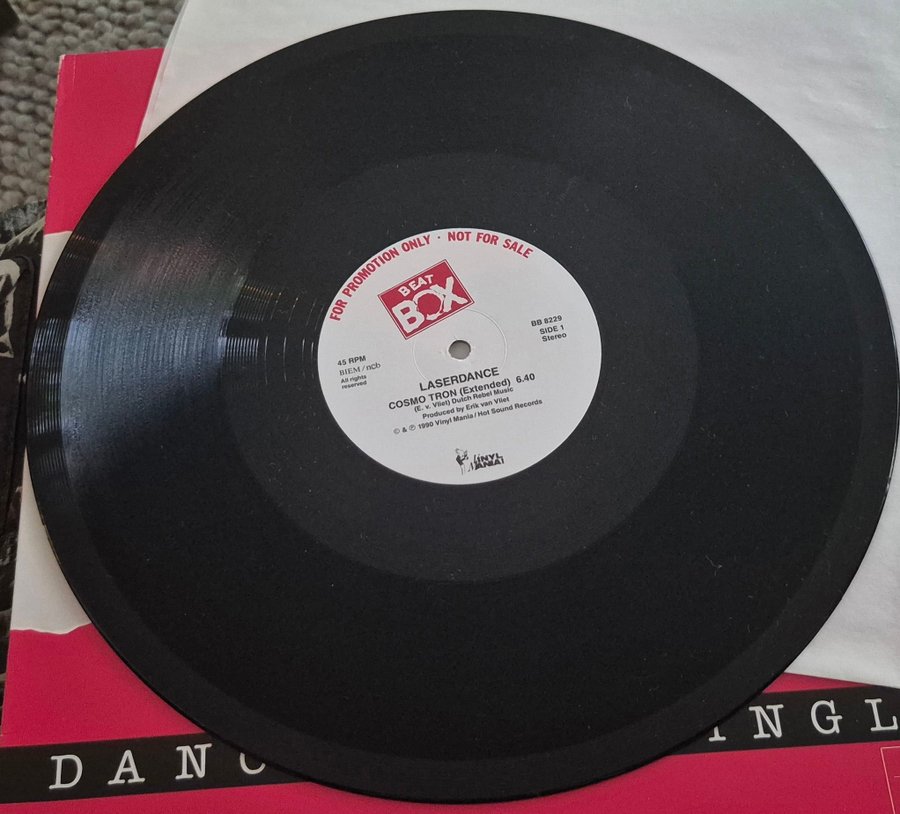 FOR PROMOTION ONLY · NOT FOR SALE
BEAT
BOX
45 RPM
BIEM/ncb
All rights
reserved
BB 8229
SIDE 1
Stereo
LASERDANCE
COSMO TRON (Extended) 6.40
(E. v. Vliet) Dutch Rebel Music
Produced by Erik van Vliet
© & ℗ 1990 Vinyl Mania/Hot Sound Records
VINYL
MANIA!
DANC INGL